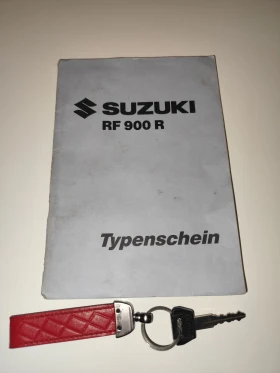 SUZUKI
RF 900 R
Typenschein